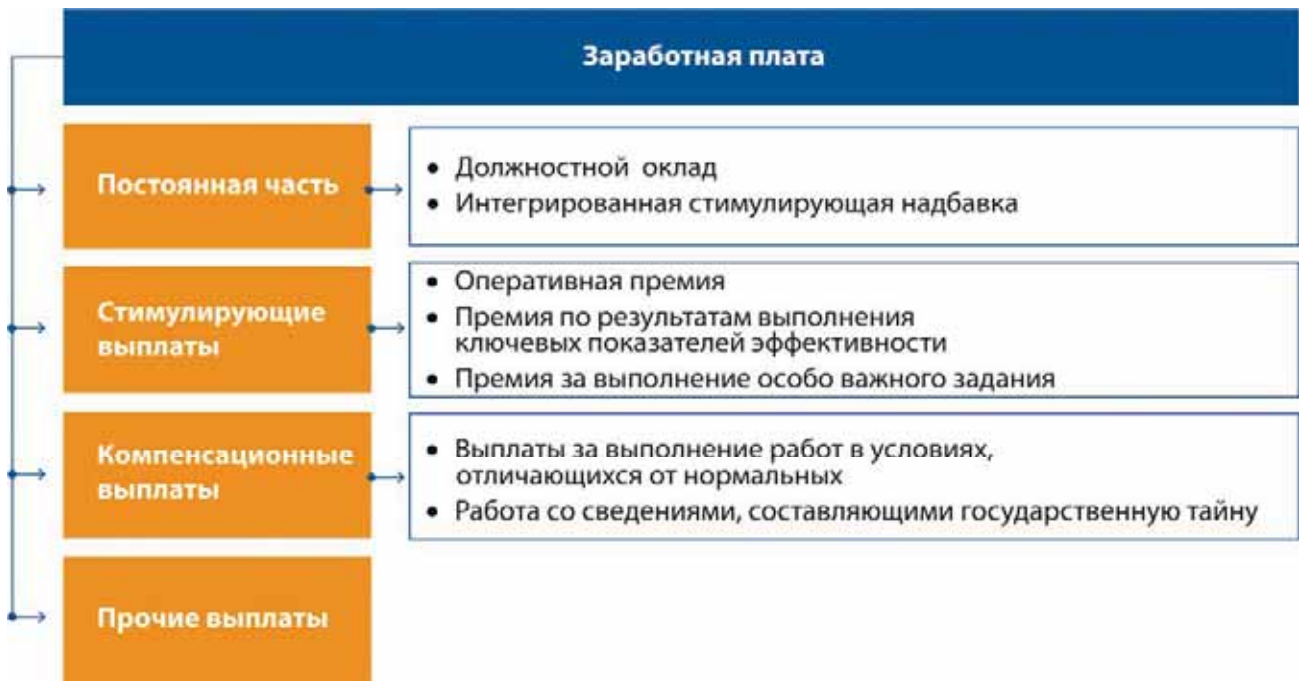 Заработная плата
Постоянная часть
• Должностной оклад
• Интегрированная стимулирующая надбавка
Стимулирующие
выплаты
• Оперативная премия
• Премия по результатам выполнения
ключевых показателей эффективности
• Премия за выполнение особо важного задания
Компенсационные
выплаты
• Выплаты за выполнение работ в условиях,
отличающихся от нормальных
• Работа со сведениями, составляющими государственную тайну
Прочие выплаты